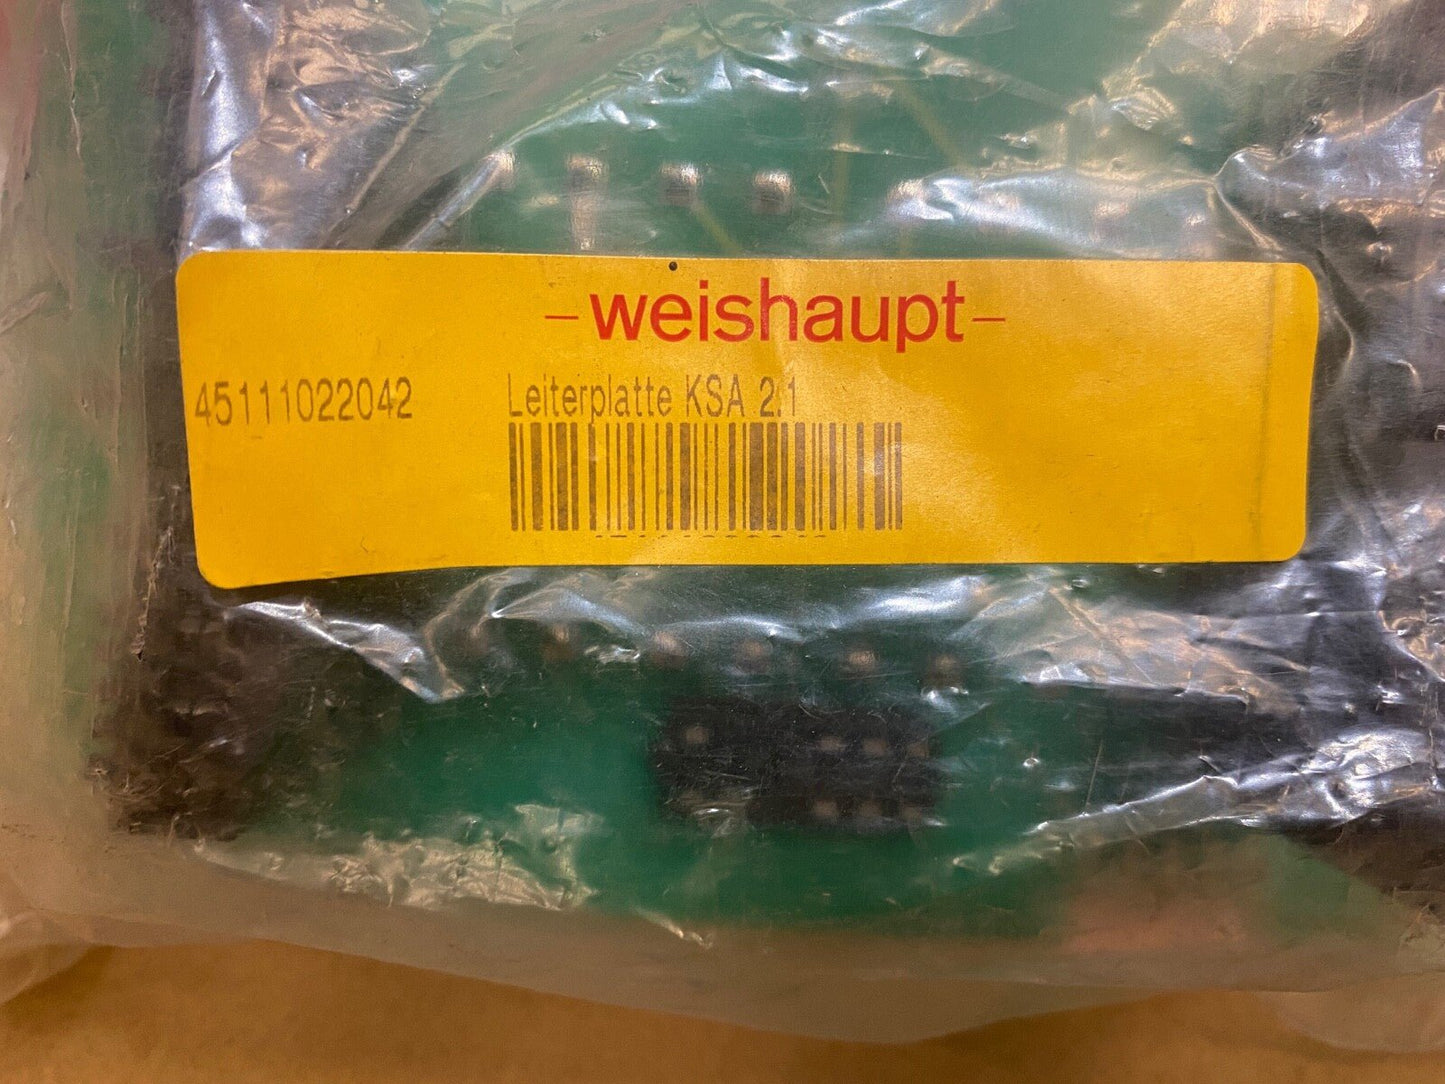 -weishaupt-
45111022042 Leiterplatte KSA 2.1